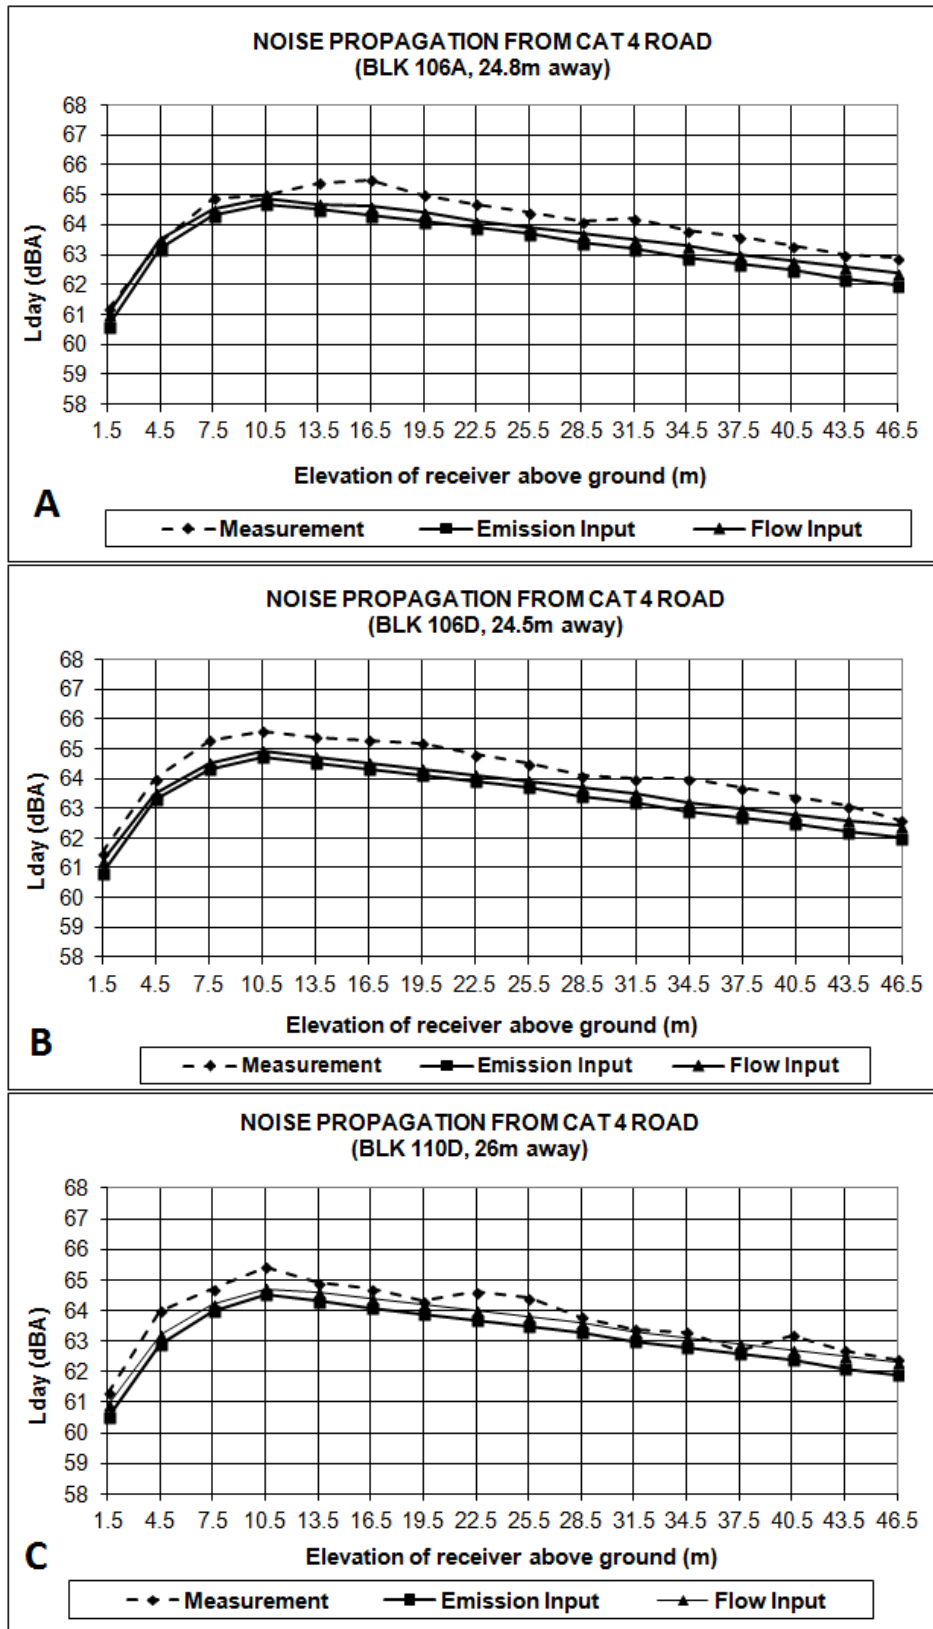 NOISE PROPAGATION FROM CAT 4 ROAD
(BLK 106A, 24.8m away)
68
67
66
65
64
63
62
61
60
59
58
Lday (dBA)
1.5 4.5 7.5 10.5 13.5 16.5 19.5 22.5 25.5 28.5 31.5 34.5 37.5 40.5 43.5 46.5
Elevation of receiver above ground (m)
A
Measurement Emission Input Flow Input
NOISE PROPAGATION FROM CAT 4 ROAD
(BLK 106D, 24.5m away)
68
67
66
65
64
63
62
61
60
59
58
Lday (dBA)
1.5 4.5 7.5 10.5 13.5 16.5 19.5 22.5 25.5 28.5 31.5 34.5 37.5 40.5 43.5 46.5
Elevation of receiver above ground (m)
B
Measurement Emission Input Flow Input
NOISE PROPAGATION FROM CAT 4 ROAD
(BLK 110D, 26m away)
68
67
66
65
64
63
62
61
60
59
58
Lday (dBA)
1.5 4.5 7.5 10.5 13.5 16.5 19.5 22.5 25.5 28.5 31.5 34.5 37.5 40.5 43.5 46.5
Elevation of receiver above ground (m)
C
Measurement Emission Input Flow Input